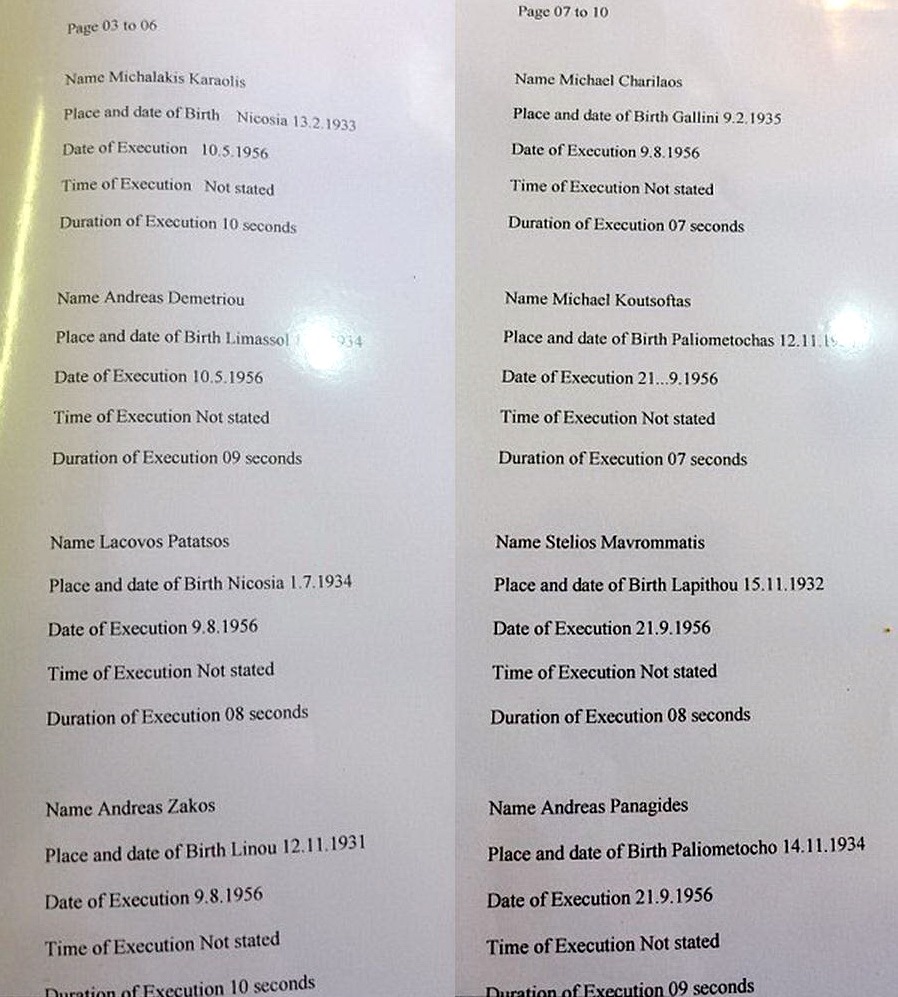 Page 03 to 06
Name Michalakis Karaolis
Place and date of Birth Nicosia 13.2.1933
Date of Execution 10.5.1956
Time of Execution Not stated
Duration of Execution 10 seconds
Name Andreas Demetriou
Place and date of Birth Limassol
Date of Execution 10.5.1956
Time of Execution Not stated
Duration of Execution 09 seconds
Name Lacovos Patatsos
Place and date of Birth Nicosia 1.7.1934
Date of Execution 9.8.1956
Time of Execution Not stated
Duration of Execution 08 seconds
Name Andreas Zakos
Place and date of Birth Linou 12.11.1931
Date of Execution 9.8.1956
Time of Execution Not stated
Duration of Execution 10 seconds
Page 07 to 10
Name Michael Charilaos
Place and date of Birth Gallini 9.2.1935
Date of Execution 9.8.1956
Time of Execution Not stated
Duration of Execution 07 seconds
Name Michael Koutsoftas
Place and date of Birth Paliometochas
Date of Execution 21...9.1956
Time of Execution Not stated
Duration of Execution 07 seconds
Name Stelios Mavrommatis
Place and date of Birth Lapithou 15.11.1932
Date of Execution 21.9.1956
Time of Execution Not stated
Duration of Execution 08 seconds
Name Andreas Panagides
Place and date of Birth Paliometocho 14.11.1934
Date of Execution 21.9.1956
Time of Execution Not stated
Duration of Execution 09 seconds